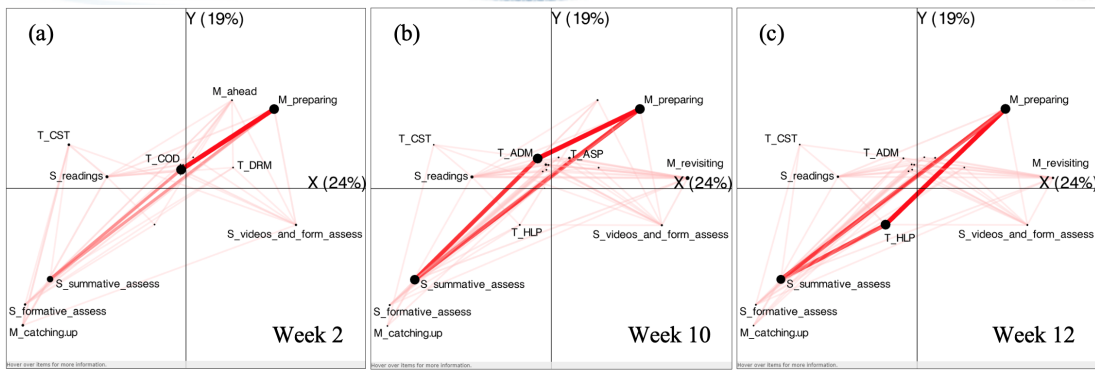 (a)
Y (19%)
M_ahead
M_preparing
T_CST
T_COD
T_DRM
S_readings
X (24%)
S_videos_and_form_assess
S_summative_assess
S_formative_assess
M_catching.up
Week 2
Hover over items for more information.
(b)
Y (19%)
M_preparing
T_CST
T_ADM
T_ASP
M_revisiting
S_readings
X (24%)
T_HLP
S_videos_and_form_assess
S_summative_assess
S_formative_assess
M_catching.up
Week 10
Hover over items for more information.
(c)
Y (19%)
M_preparing
T_CST
T_ADM
M_revisiting
S_readings
X (24%)
T_HLP
S_videos_and_form_assess
S_summative_assess
S_formative_assess
M_catching.up
Week 12
Hover over items for more information.